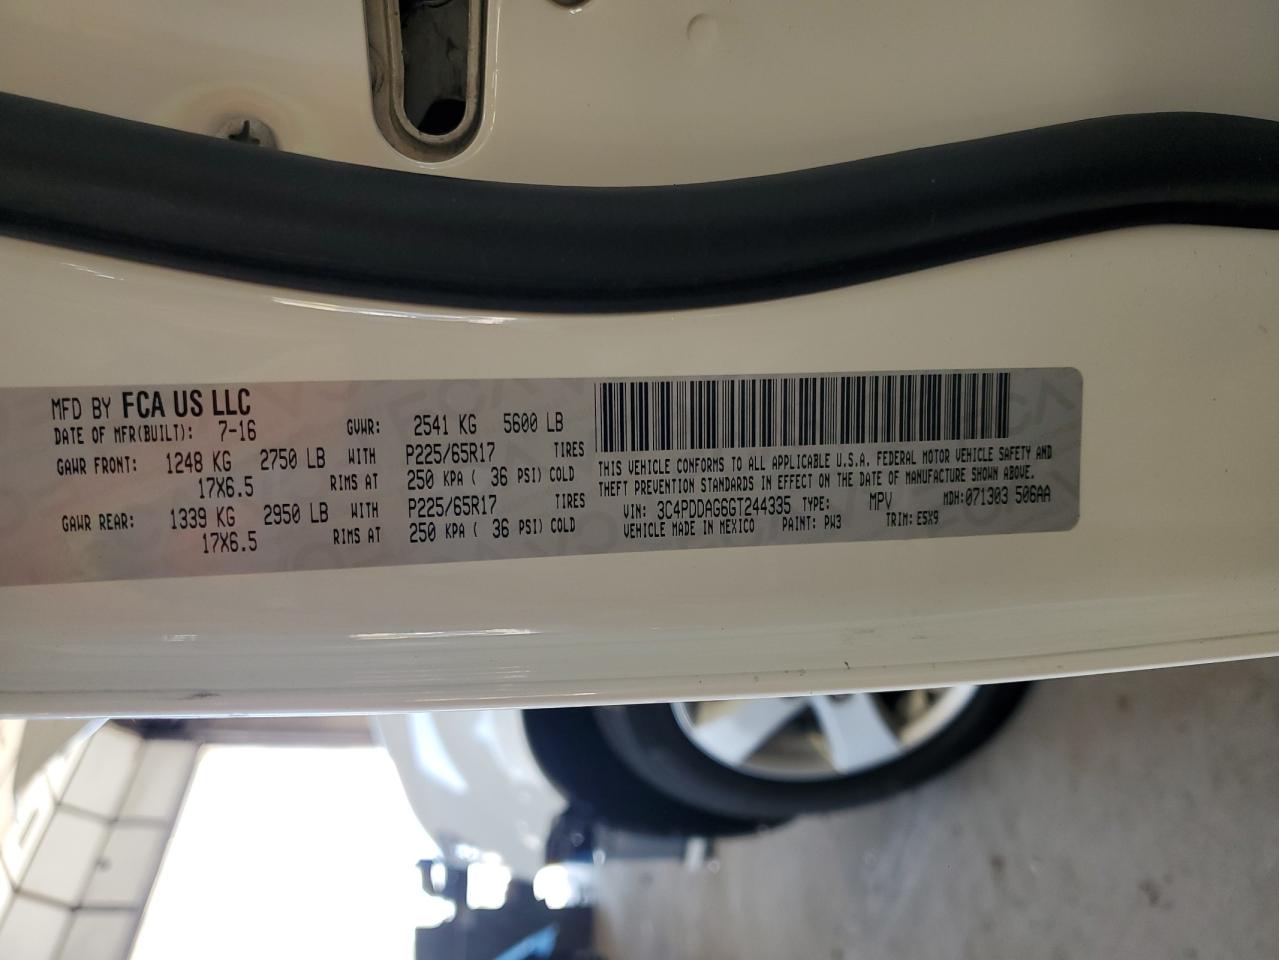 MFD BY FCA US LLC
DATE OF MFR(BUILT): 7-16 GVWR: 2541 KG 5600 LB
GAWR FRONT: 1248 KG 2750 LB WITH P225/65R17 TIRES
17X6.5 RIMS AT 250 KPA ( 36 PSI) COLD
GAWR REAR: 1339 KG 2950 LB WITH P225/65R17 TIRES
17X6.5 RIMS AT 250 KPA ( 36 PSI) COLD
THIS VEHICLE CONFORMS TO ALL APPLICABLE U.S.A. FEDERAL MOTOR VEHICLE SAFETY AND
THEFT PREVENTION STANDARDS IN EFFECT ON THE DATE OF MANUFACTURE SHOWN ABOVE.
VIN: 3C4PDDAG6GT244335 TYPE: MPV MDH: 071303 506AA
VEHICLE MADE IN MEXICO PAINT: PW3 TRIM: E5X9